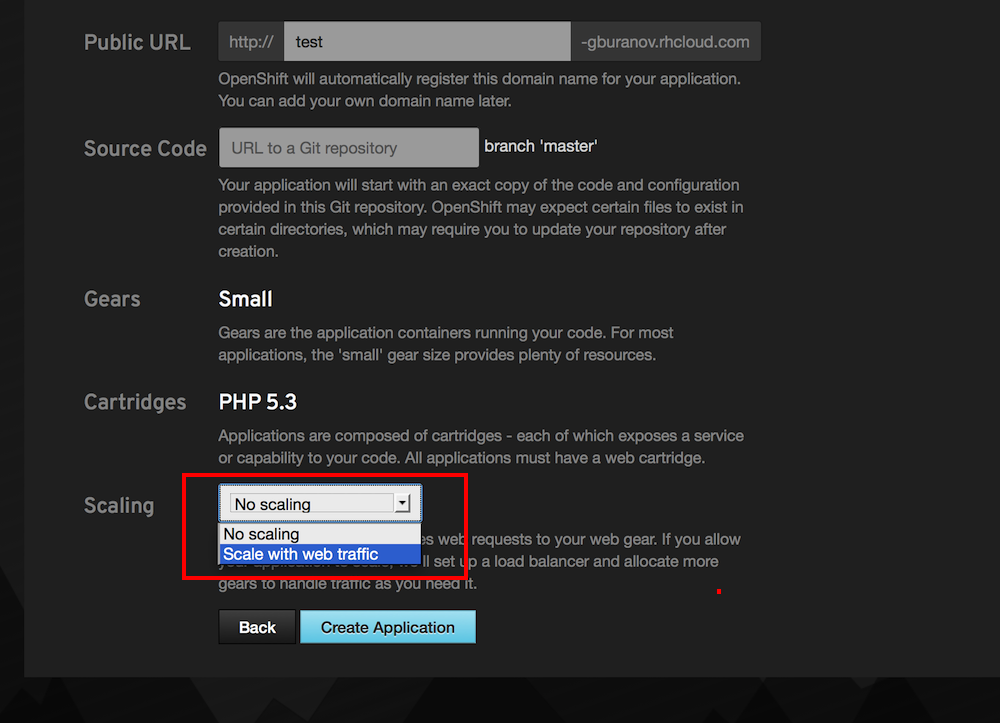 Public URL http:// test -gburanov.rhcloud.com
OpenShift will automatically register this domain name for your application.
You can add your own domain name later.
Source Code URL to a Git repository branch 'master'
Your application will start with an exact copy of the code and configuration
provided in this Git repository. OpenShift may expect certain files to exist in
certain directories, which may require you to update your repository after
creation.
Gears Small
Gears are the application containers running your code. For most
applications, the 'small' gear size provides plenty of resources.
Cartridges PHP 5.3
Applications are composed of cartridges - each of which exposes a service
or capability to your code. All applications must have a web cartridge.
Scaling No scaling
No scaling
web requests to your web gear. If you allow
Scale with web traffic
set up a load balancer and allocate more
gears to handle traffic as you need it.
Back Create Application